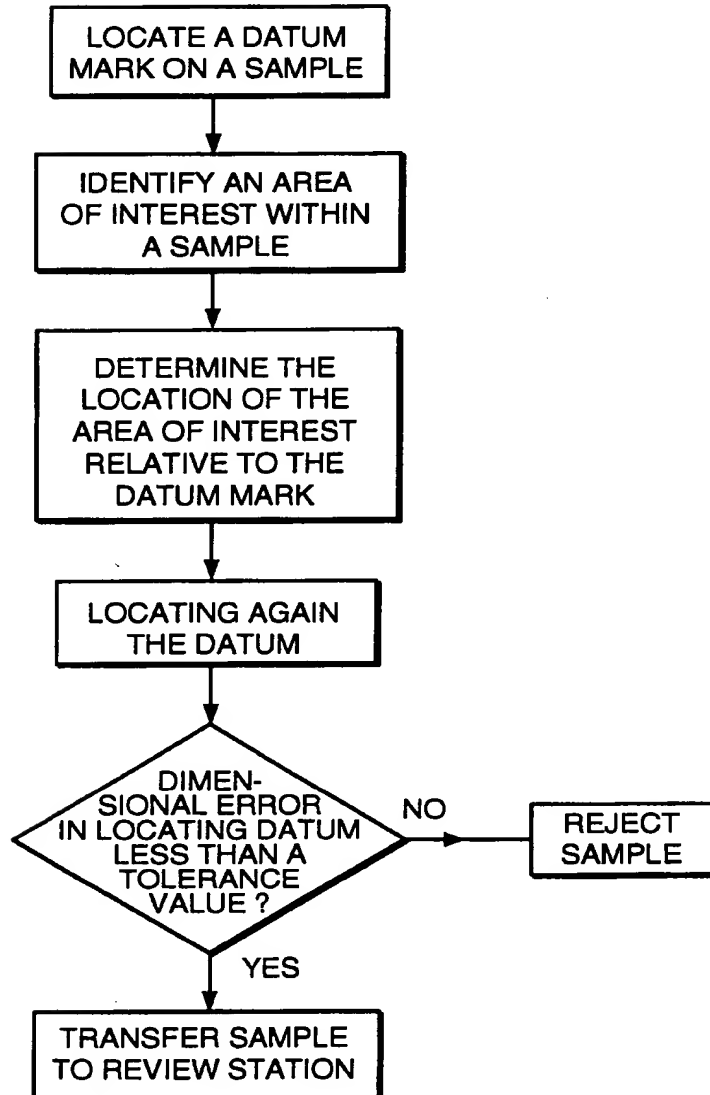 LOCATE A DATUM
MARK ON A SAMPLE
IDENTIFY AN AREA
OF INTEREST WITHIN
A SAMPLE
DETERMINE THE
LOCATION OF THE
AREA OF INTEREST
RELATIVE TO THE
DATUM MARK
LOCATING AGAIN
THE DATUM
DIMEN-
SIONAL ERROR
IN LOCATING DATUM
LESS THAN A
TOLERANCE
VALUE ?
NO
REJECT
SAMPLE
YES
TRANSFER SAMPLE
TO REVIEW STATION